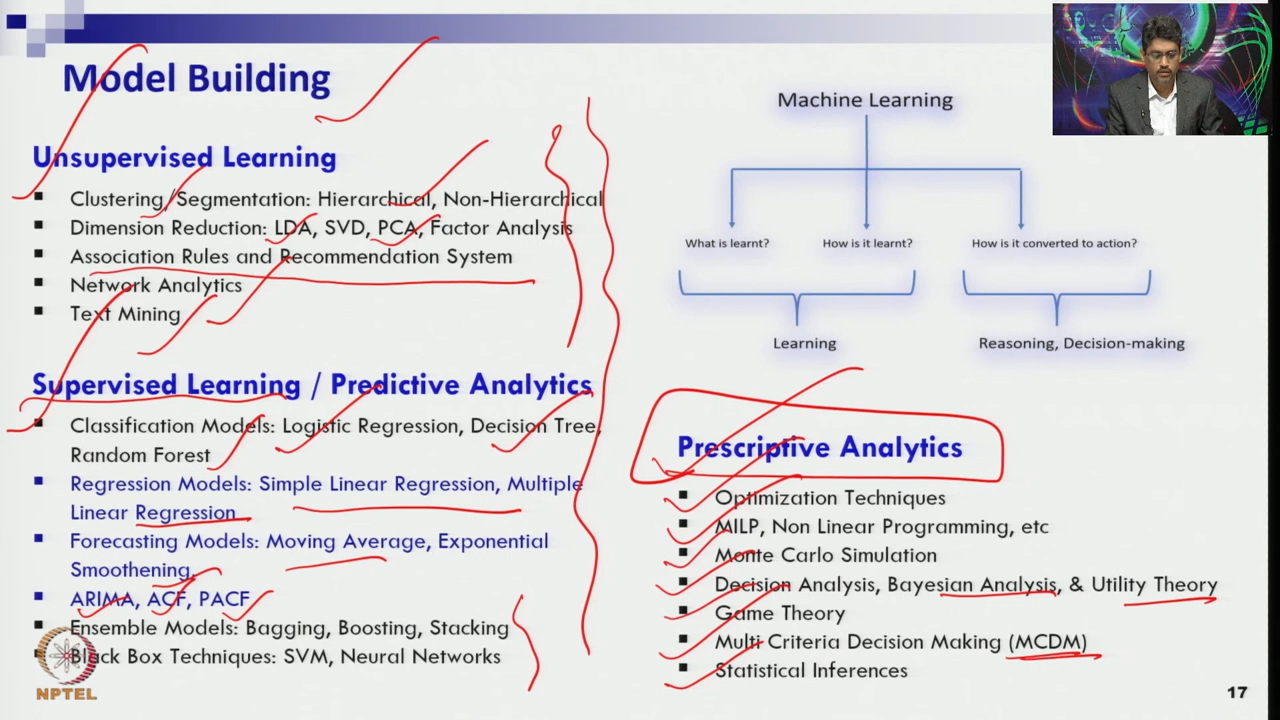 Model Building
Unsupervised Learning
Clustering/Segmentation: Hierarchical, Non-Hierarchical
Dimension Reduction: LDA, SVD, PCA, Factor Analysis
Association Rules and Recommendation System
Network Analytics
Text Mining
Supervised Learning / Predictive Analytics
Classification Models: Logistic Regression, Decision Tree,
Random Forest
Regression Models: Simple Linear Regression, Multiple
Linear Regression
Forecasting Models: Moving Average, Exponential
Smoothening,
ARIMA, ACF, PACF
Ensemble Models: Bagging, Boosting, Stacking
Black Box Techniques: SVM, Neural Networks
NPTEL
Machine Learning
What is learnt?
How is it learnt?
How is it converted to action?
Learning
Reasoning, Decision-making
Prescriptive Analytics
Optimization Techniques
MILP, Non Linear Programming, etc
Monte Carlo Simulation
Decision Analysis, Bayesian Analysis, & Utility Theory
Game Theory
Multi Criteria Decision Making (MCDM)
Statistical Inferences
17